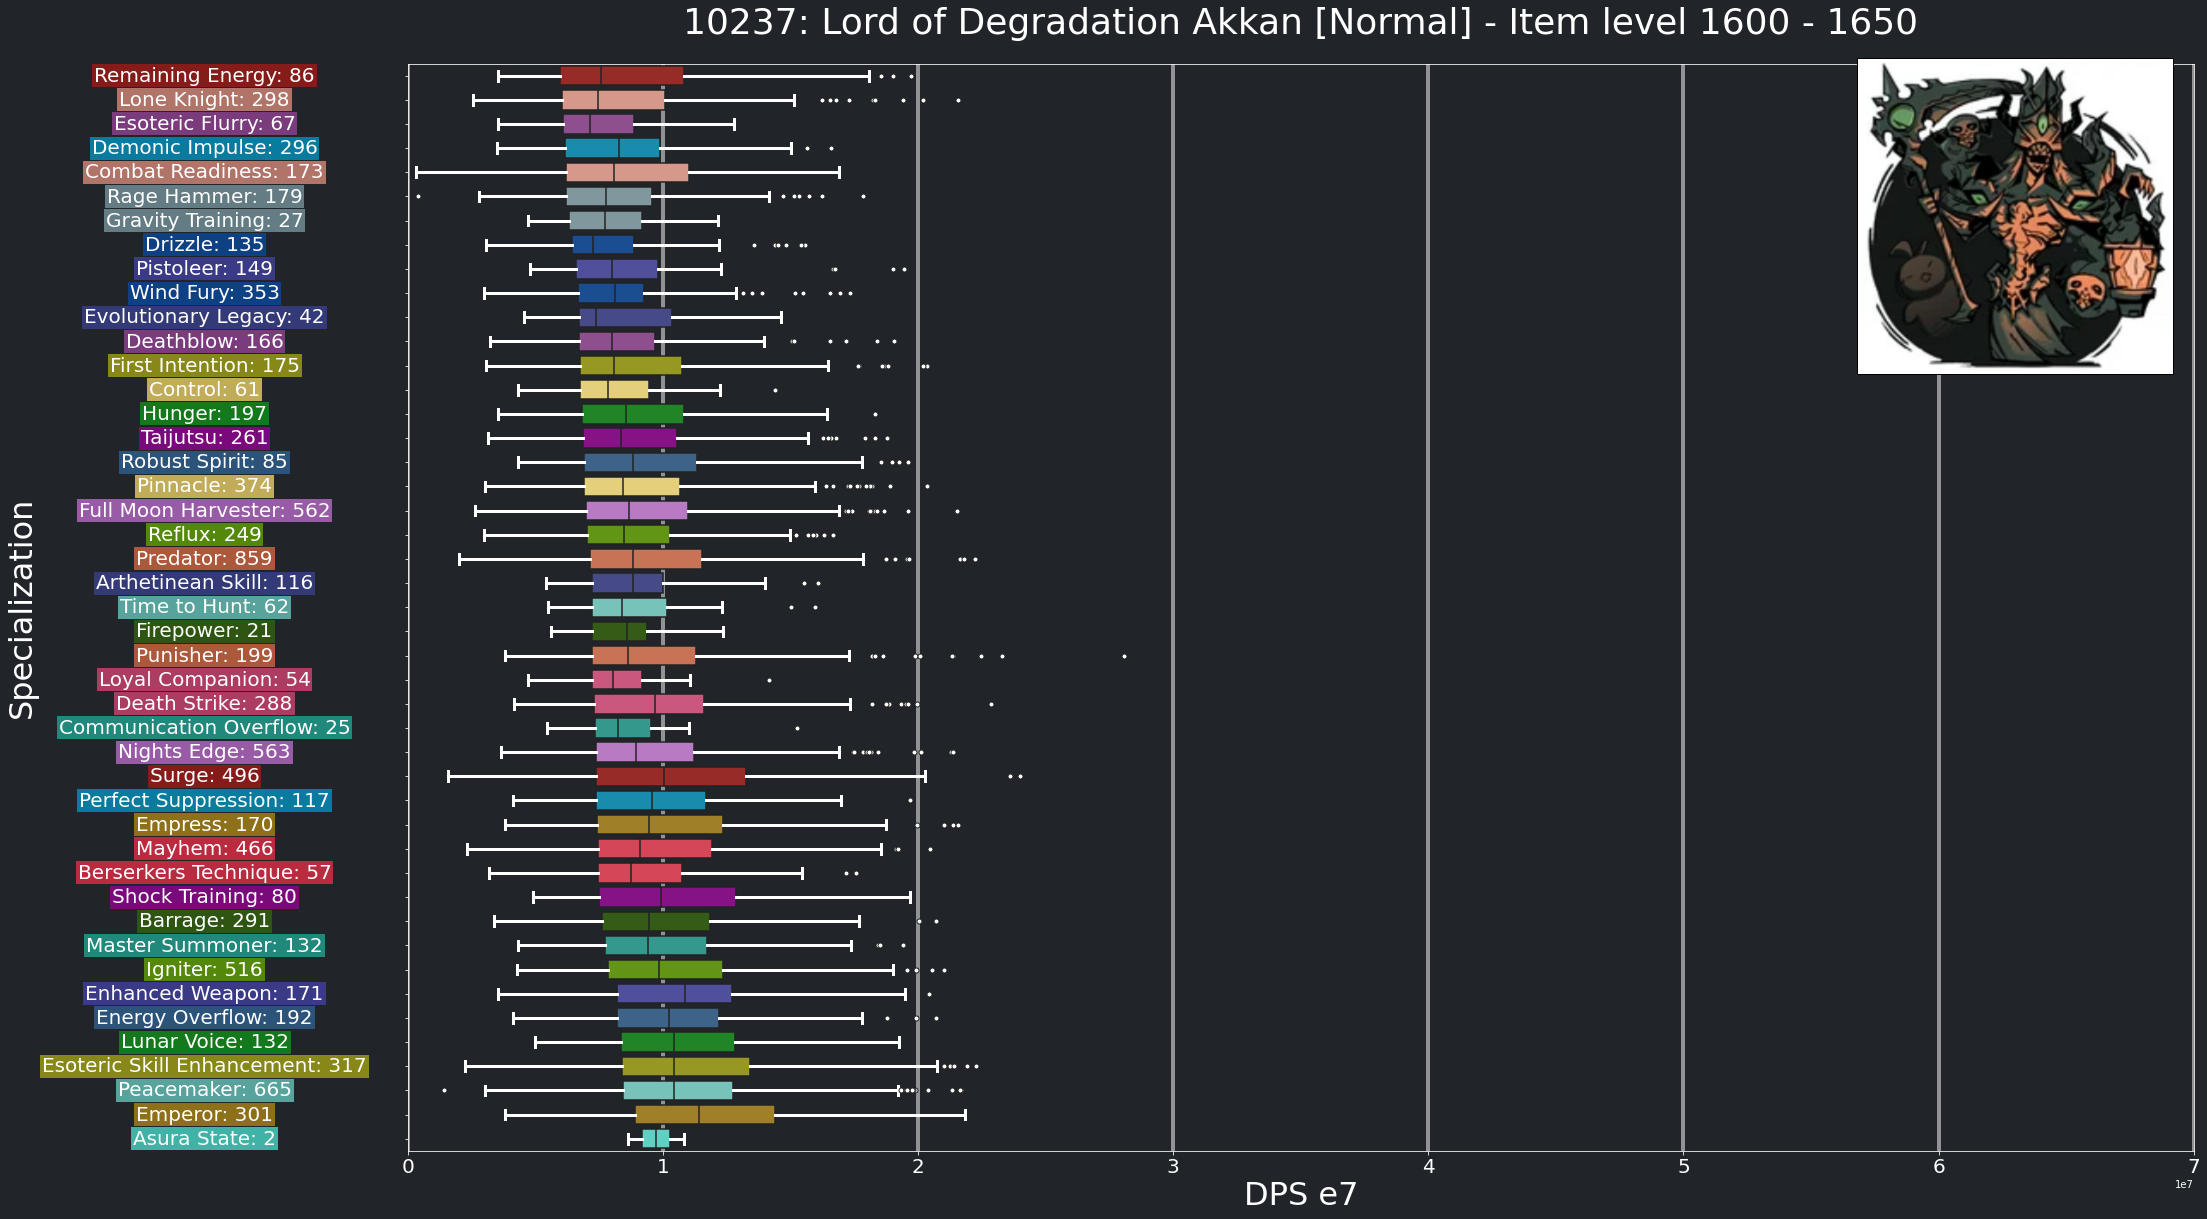 10237: Lord of Degradation Akkan [Normal] - Item level 1600 - 1650
Specialization
Remaining Energy: 86
Lone Knight: 298
Esoteric Flurry: 67
Demonic Impulse: 296
Combat Readiness: 173
Rage Hammer: 179
Gravity Training: 27
Drizzle: 135
Pistoleer: 149
Wind Fury: 353
Evolutionary Legacy: 42
Deathblow: 166
First Intention: 175
Control: 61
Hunger: 197
Taijutsu: 261
Robust Spirit: 85
Pinnacle: 374
Full Moon Harvester: 562
Reflux: 249
Predator: 859
Arthetinean Skill: 116
Time to Hunt: 62
Firepower: 21
Punisher: 199
Loyal Companion: 54
Death Strike: 288
Communication Overflow: 25
Nights Edge: 563
Surge: 496
Perfect Suppression: 117
Empress: 170
Mayhem: 466
Berserkers Technique: 57
Shock Training: 80
Barrage: 291
Master Summoner: 132
Igniter: 516
Enhanced Weapon: 171
Energy Overflow: 192
Lunar Voice: 132
Esoteric Skill Enhancement: 317
Peacemaker: 665
Emperor: 301
Asura State: 2
0 1 2 3 4 5 6 7
DPS e7
1e7